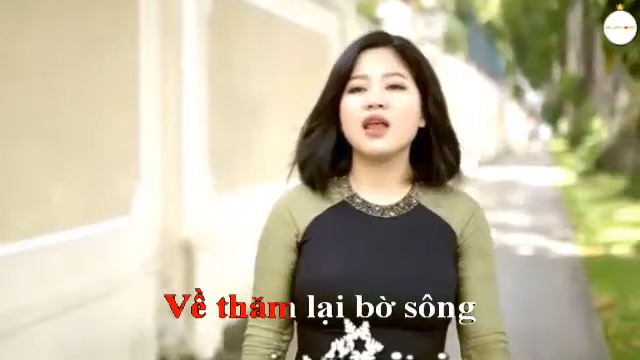 Về thăm lại bờ sông